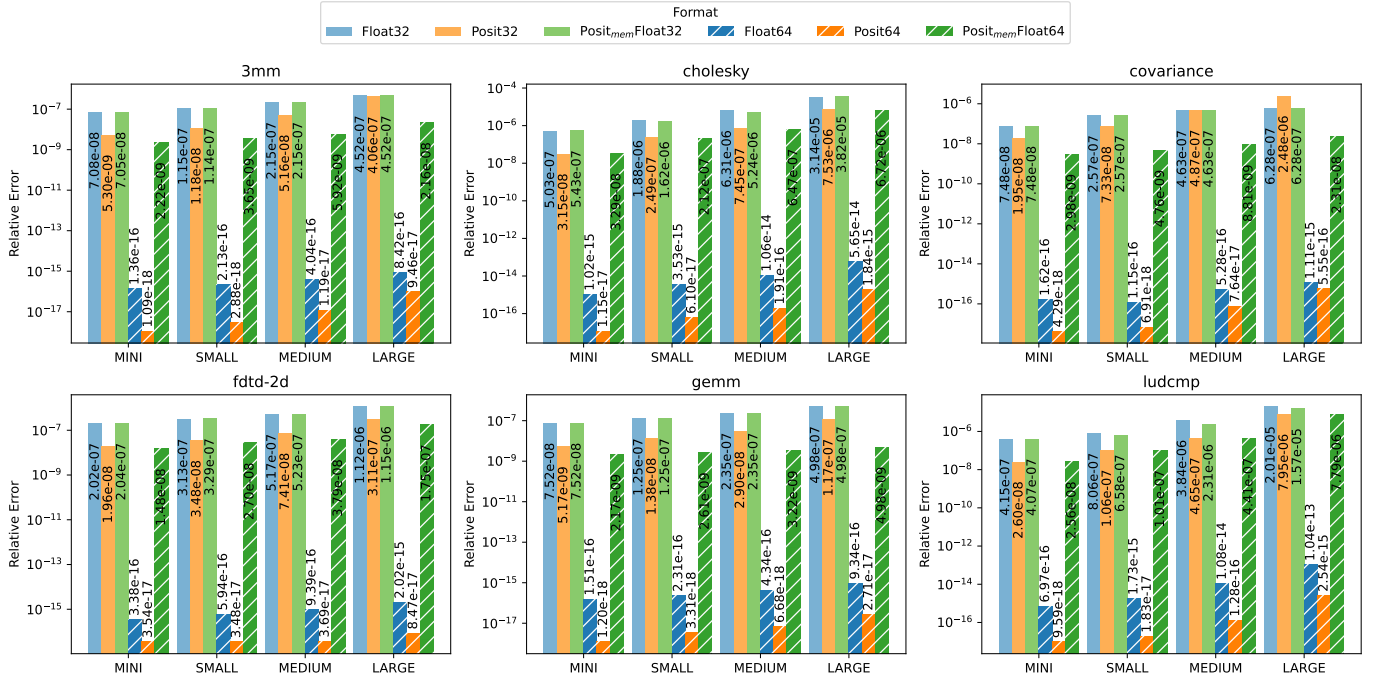 Format
Float32 Posit32 Posit_memFloat32 Float64 Posit64 Posit_memFloat64
3mm
Relative Error
10^-7
10^-9
10^-11
10^-13
10^-15
10^-17
7.08e-08 5.30e-09 7.05e-08 1.36e-16 1.09e-18 2.22e-09
1.15e-07 1.18e-08 1.14e-07 2.13e-16 2.88e-18 3.65e-09
2.15e-07 5.16e-08 2.15e-07 4.04e-16 1.19e-17 5.92e-09
4.52e-07 4.06e-07 4.52e-07 8.42e-16 9.46e-17 2.16e-08
MINI SMALL MEDIUM LARGE
cholesky
Relative Error
10^-4
10^-6
10^-8
10^-10
10^-12
10^-14
10^-16
5.03e-07 3.15e-08 5.43e-07 1.02e-15 1.15e-17 3.29e-08
1.88e-06 2.49e-07 1.62e-06 3.53e-15 6.10e-17 2.12e-07
6.31e-06 7.45e-07 5.24e-06 1.06e-14 1.91e-16 6.47e-07
3.14e-05 7.53e-06 3.82e-05 5.65e-14 1.84e-15 6.72e-06
MINI SMALL MEDIUM LARGE
covariance
Relative Error
10^-6
10^-8
10^-10
10^-12
10^-14
10^-16
7.48e-08 1.95e-08 7.48e-08 1.62e-16 4.29e-18 2.98e-09
2.57e-07 7.33e-08 2.57e-07 1.15e-16 6.91e-18 4.76e-09
4.63e-07 4.87e-07 4.63e-07 5.28e-16 7.64e-17 8.81e-09
6.28e-07 2.48e-06 6.28e-07 1.11e-15 5.55e-16 2.31e-08
MINI SMALL MEDIUM LARGE
fdtd-2d
Relative Error
10^-7
10^-9
10^-11
10^-13
10^-15
2.02e-07 1.96e-08 2.04e-07 3.38e-16 3.54e-17 1.48e-08
3.13e-07 3.48e-08 3.29e-07 5.94e-16 3.48e-17 2.70e-08
5.17e-07 7.41e-08 5.23e-07 9.39e-16 3.69e-17 3.79e-08
1.12e-06 3.11e-07 1.15e-06 2.02e-15 8.47e-17 1.75e-07
MINI SMALL MEDIUM LARGE
gemm
Relative Error
10^-7
10^-9
10^-11
10^-13
10^-15
10^-17
7.52e-08 5.17e-09 7.52e-08 1.51e-16 1.20e-18 2.17e-09
1.25e-07 1.38e-08 1.25e-07 2.31e-16 3.31e-18 2.61e-09
2.35e-07 2.90e-08 2.35e-07 4.34e-16 6.68e-18 3.22e-09
4.98e-07 1.17e-07 4.98e-07 9.34e-16 2.71e-17 4.98e-09
MINI SMALL MEDIUM LARGE
ludcmp
Relative Error
10^-6
10^-8
10^-10
10^-12
10^-14
10^-16
4.15e-07 2.60e-08 4.07e-07 6.97e-16 9.59e-18 2.56e-08
8.06e-07 1.06e-07 6.58e-07 1.73e-15 1.83e-17 1.01e-07
3.84e-06 4.65e-07 2.31e-06 1.08e-14 1.28e-16 4.41e-07
2.01e-05 7.95e-06 1.57e-05 1.04e-13 2.54e-15 7.79e-06
MINI SMALL MEDIUM LARGE